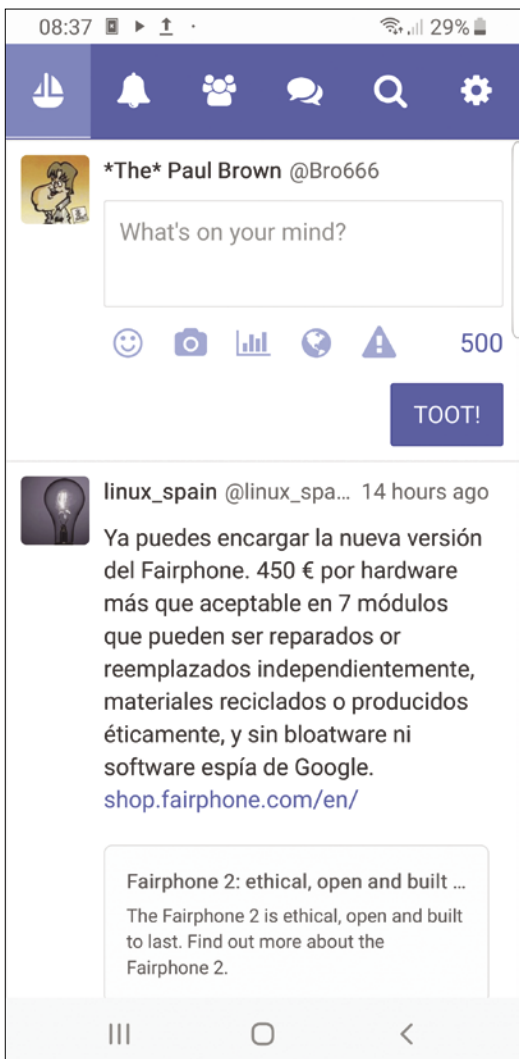 08:37 29%
*The* Paul Brown @Bro666
What's on your mind?
500
TOOT!
linux_spain @linux_spa... 14 hours ago
Ya puedes encargar la nueva versión
del Fairphone. 450 € por hardware
más que aceptable en 7 módulos
que pueden ser reparados or
reemplazados independientemente,
materiales reciclados o producidos
éticamente, y sin bloatware ni
software espía de Google.
shop.fairphone.com/en/
Fairphone 2: ethical, open and built ...
The Fairphone 2 is ethical, open and built
to last. Find out more about the
Fairphone 2.